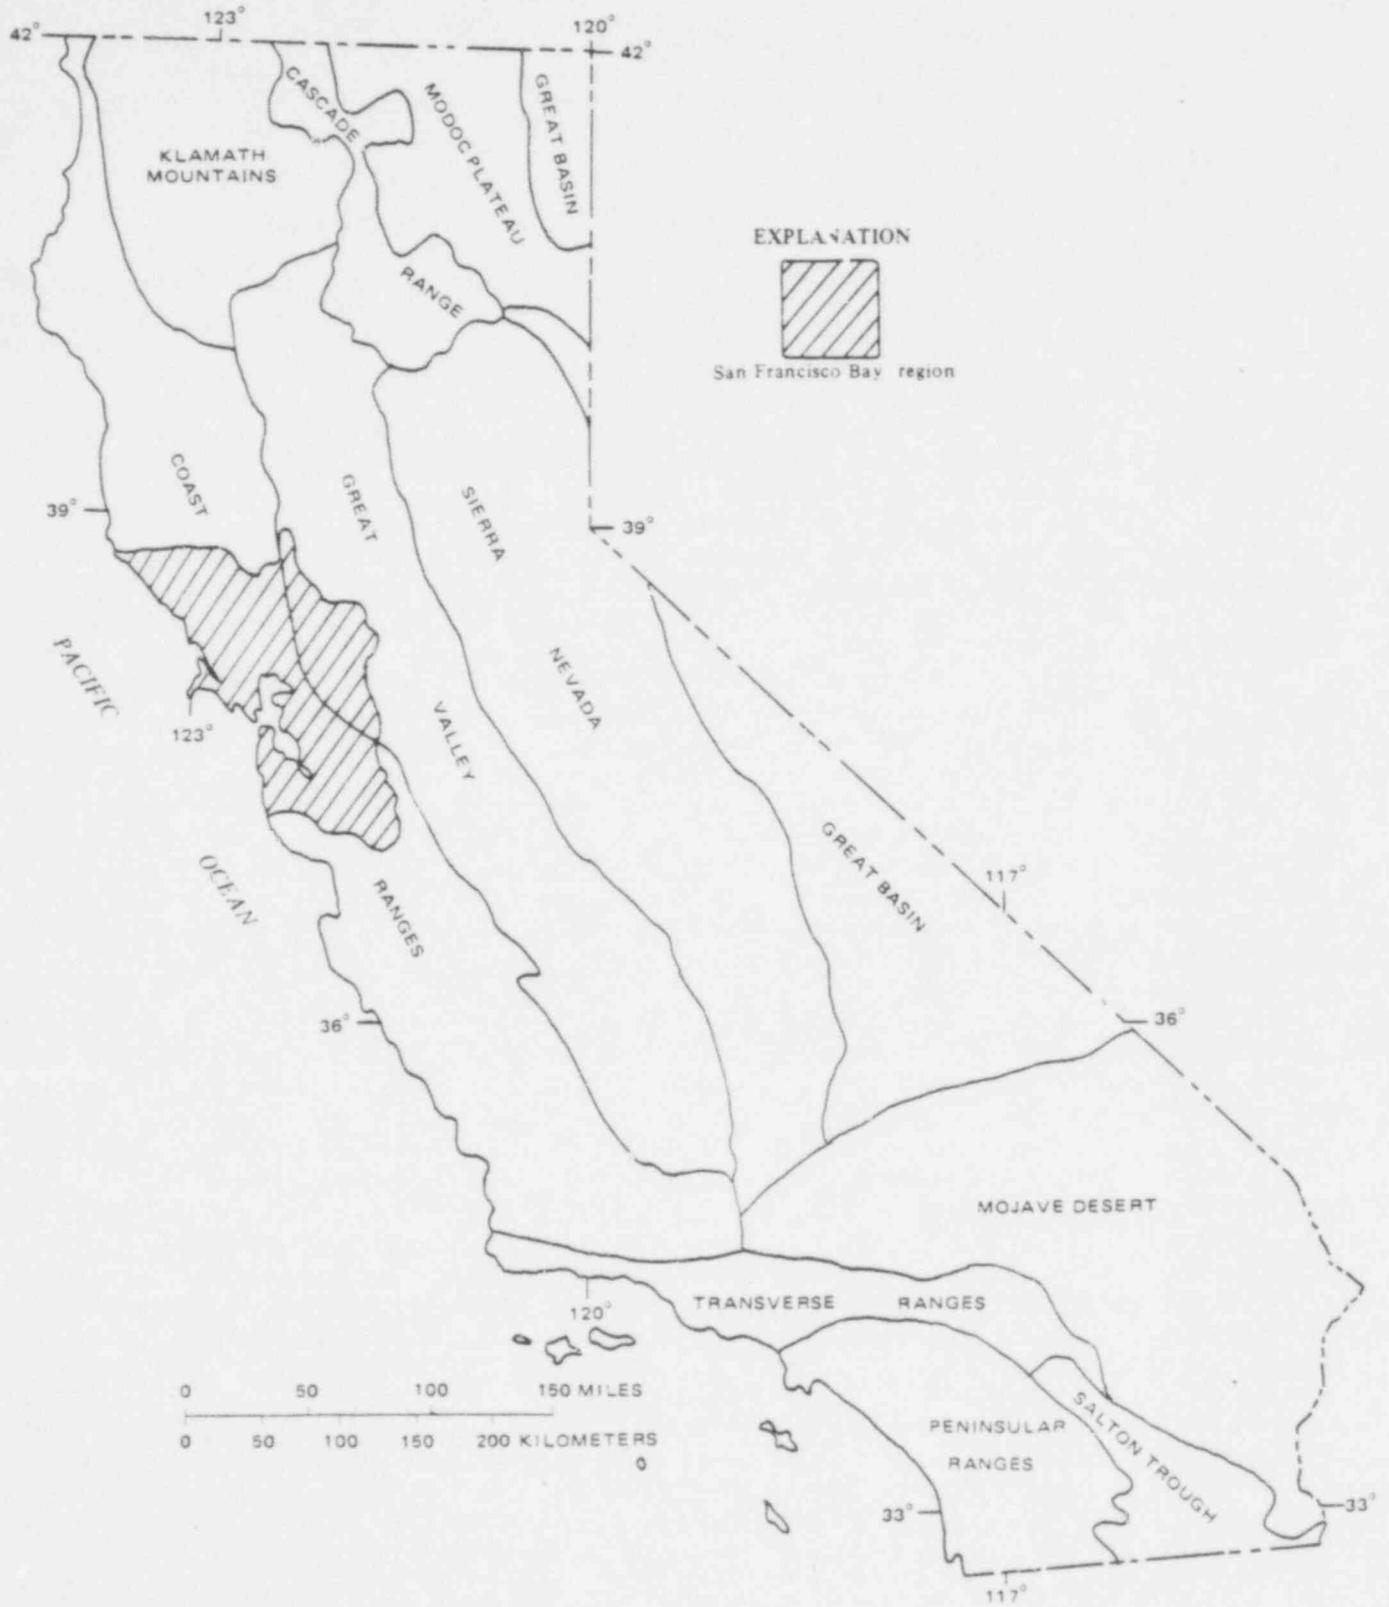 123°
120°
42°
42°
CASCADE
MODOC PLATEAU
GREAT BASIN
KLAMATH
MOUNTAINS
RANGE
EXPLANATION
San Francisco Bay region
COAST
GREAT
SIERRA
39°
39°
PACIFIC
NEVADA
VALLEY
123°
OCEAN
RANGES
GREAT BASIN
117°
36°
36°
MOJAVE DESERT
TRANSVERSE RANGES
120°
0 50 100 150 MILES
0 50 100 150 200 KILOMETERS
PENINSULAR
RANGES
SALTON TROUGH
33°
33°
117°